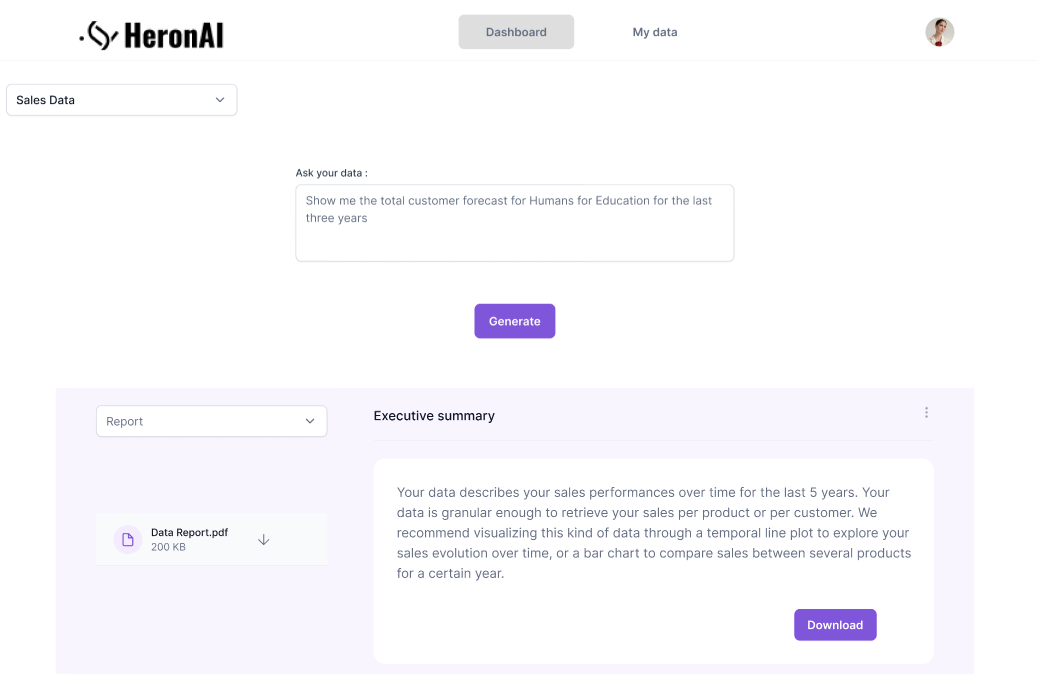 HeronAI
Dashboard
My data
Sales Data
Ask your data :
Show me the total customer forecast for Humans for Education for the last
three years
Generate
Report
Executive summary
Data Report.pdf
200 KB
Your data describes your sales performances over time for the last 5 years. Your
data is granular enough to retrieve your sales per product or per customer. We
recommend visualizing this kind of data through a temporal line plot to explore your
sales evolution over time, or a bar chart to compare sales between several products
for a certain year.
Download